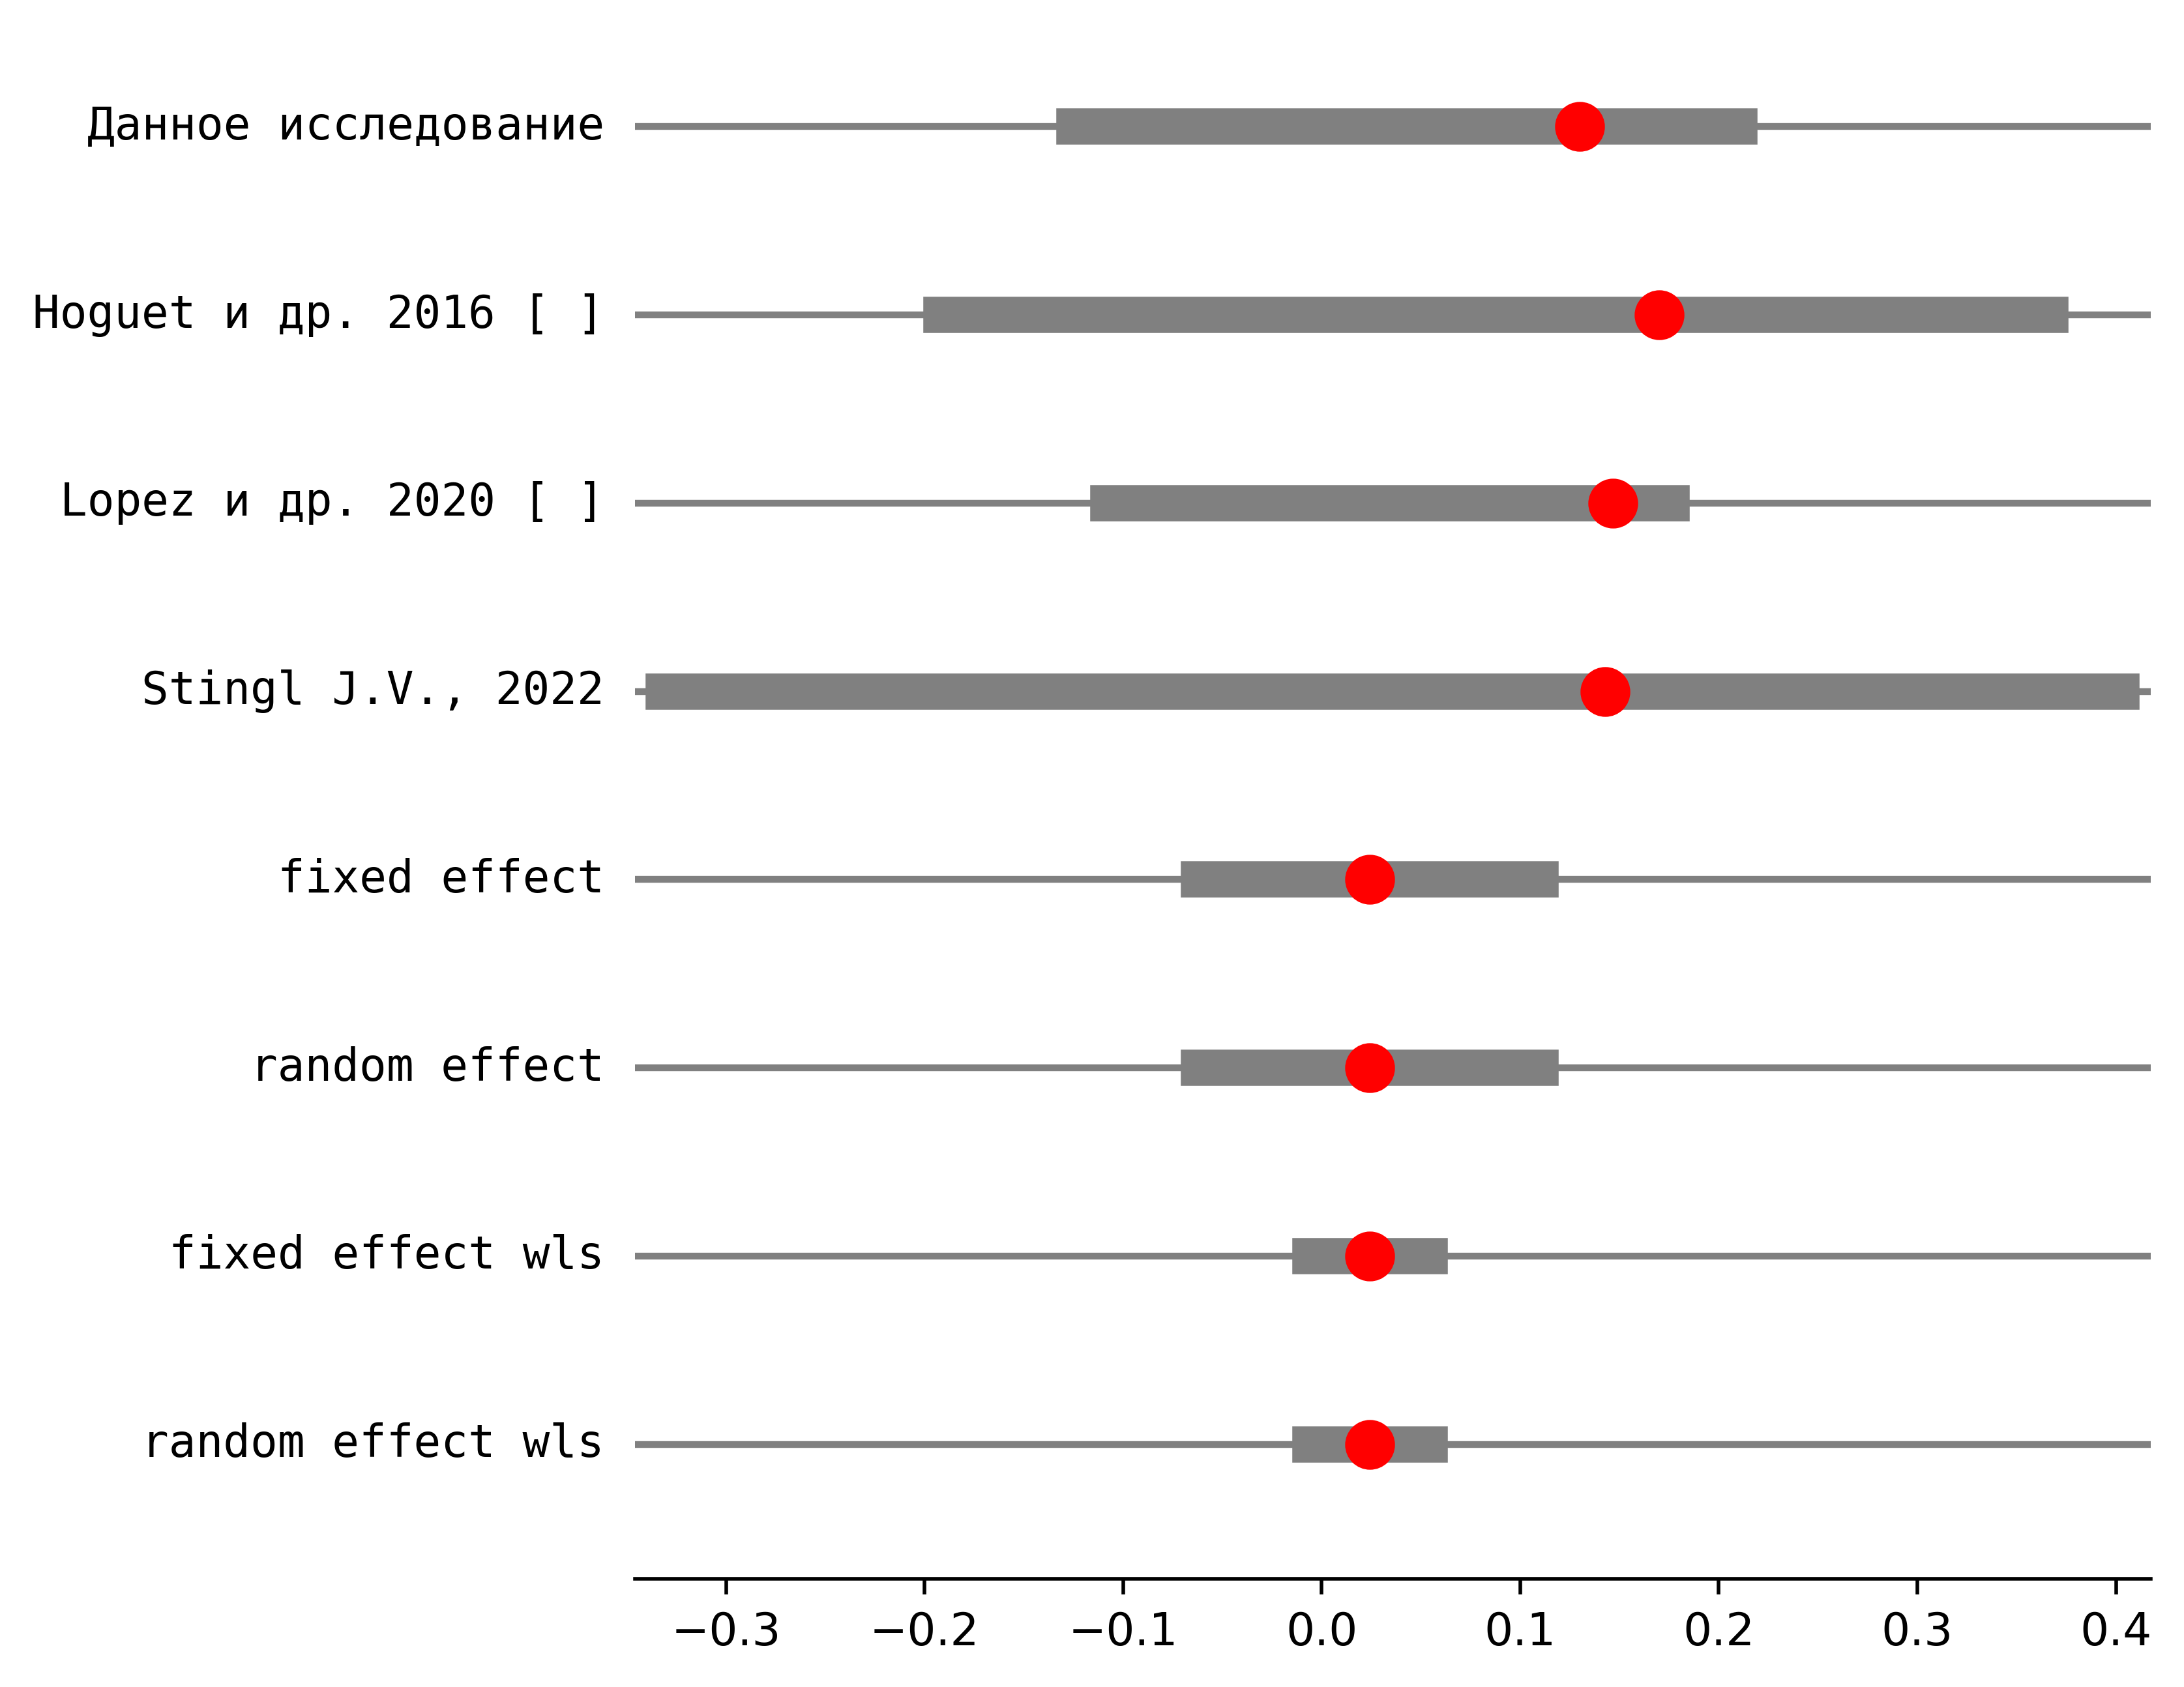 Данное исследование
Hoguet и др. 2016 [ ]
Lopez и др. 2020 [ ]
Stingl J.V., 2022
fixed effect
random effect
fixed effect wls
random effect wls
−0.3 −0.2 −0.1 0.0 0.1 0.2 0.3 0.4